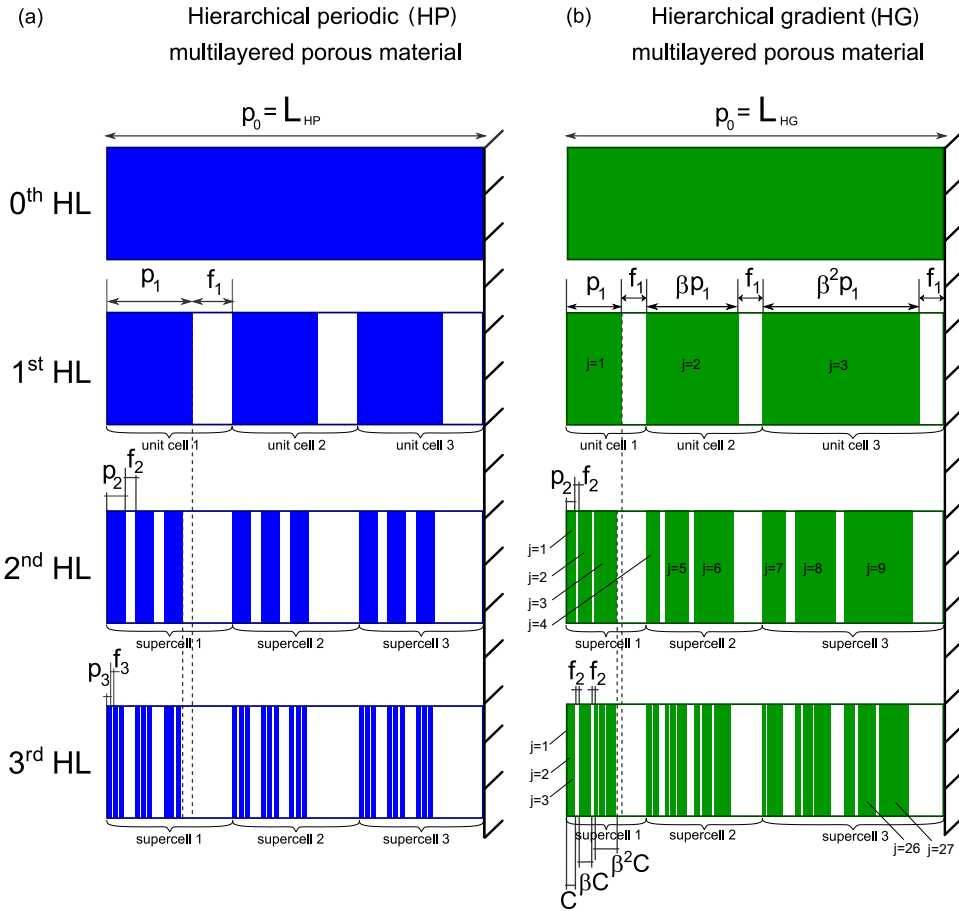 (a) Hierarchical periodic (HP)
multilayered porous material
p₀ = L HP
0th HL
p₁ f₁
1st HL
unit cell 1 unit cell 2 unit cell 3
p₂ f₂
2nd HL
supercell 1 supercell 2 supercell 3
p₃ f₃
3rd HL
supercell 1 supercell 2 supercell 3
(b) Hierarchical gradient (HG)
multilayered porous material
p₀ = L HG
p₁ f₁ βp₁ f₁ β²p₁ f₁
j=1 j=2 j=3
unit cell 1 unit cell 2 unit cell 3
p₂ f₂
j=1
j=2
j=3
j=4
j=5 j=6 j=7 j=8 j=9
supercell 1 supercell 2 supercell 3
f₂ f₂
j=1
j=2
j=3
supercell 1 supercell 2 supercell 3
j=26 j=27
C βC β²C